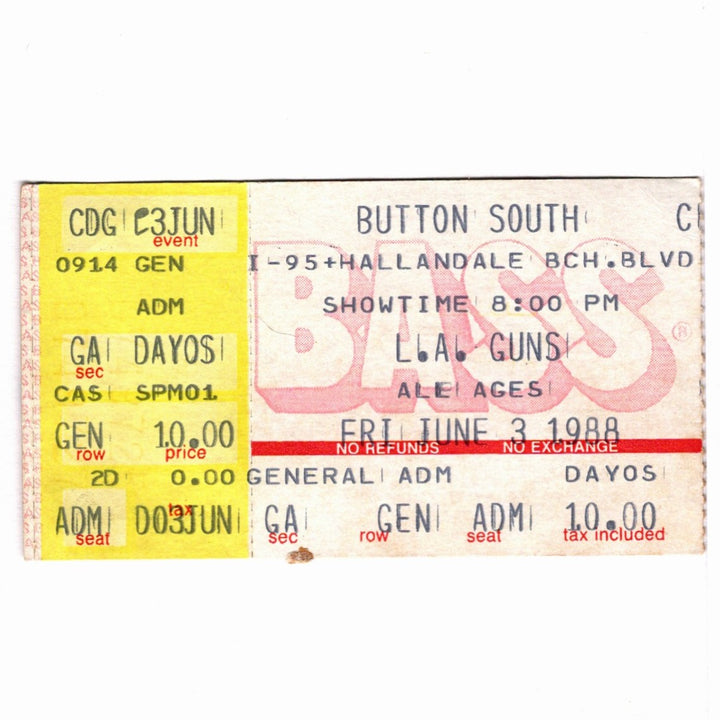 CDG C3JUN
event
0914 GEN
ADM
GA DAYOS
sec
CAS SPM01
GEN 10.00
row price
2D 0.00
tax
ADM D03JUN
seat
BUTTON SOUTH C
I-95+HALLANDALE BCH.BLVD
SHOWTIME 8:00 PM
BASS®
L.A. GUNS
ALL AGES
FRI JUNE 3 1988
NO REFUNDS NO EXCHANGE
GENERAL ADM DAYOS
GA GEN ADM 10.00
sec row seat tax included